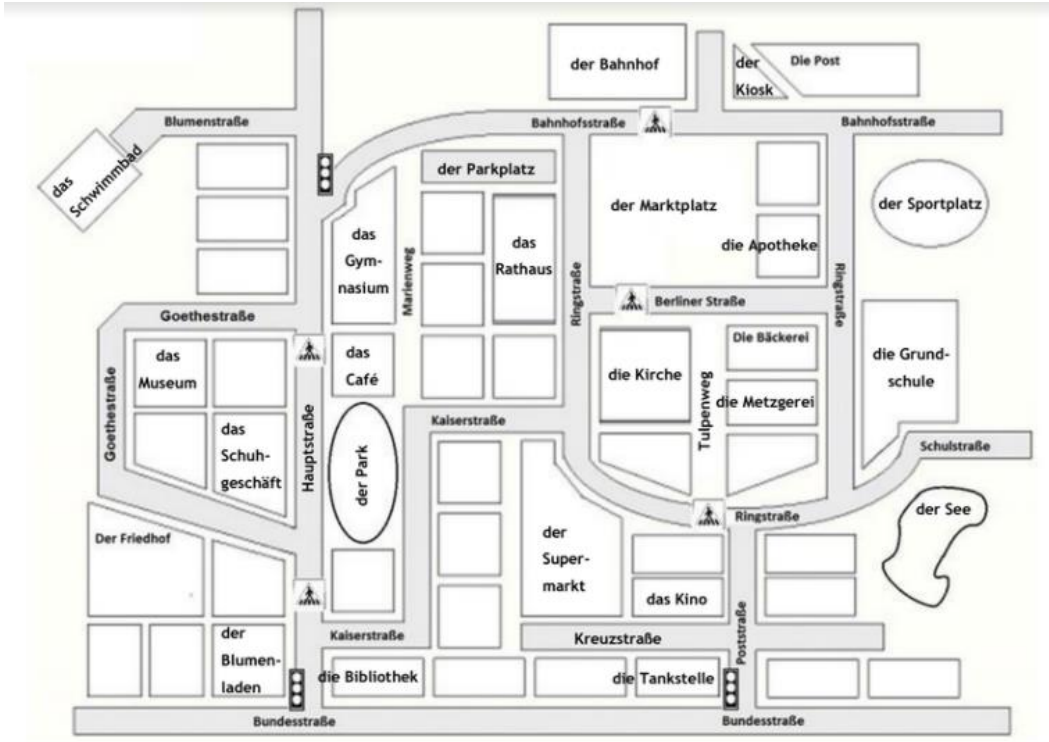 der Bahnhof
der
Kiosk
Die Post
Blumenstraße
Bahnhofsstraße
Bahnhofsstraße
das
Schwimmbad
der Parkplatz
der Marktplatz
der Sportplatz
das
Gym-
nasium
Marienweg
das
Rathaus
die Apotheke
Ringstraße
Ringstraße
Berliner Straße
Goethestraße
das
Museum
das
Café
die Kirche
Die Bäckerei
die Grund-
schule
Tulpenweg
die Metzgerei
Goethestraße
Hauptstraße
das
Schuh-
geschäft
der Park
Kaiserstraße
Schulstraße
Der Friedhof
der
Super-
markt
Ringstraße
der See
das Kino
Kaiserstraße
Kreuzstraße
Poststraße
der
Blumen-
laden
die Bibliothek
die Tankstelle
Bundesstraße
Bundesstraße